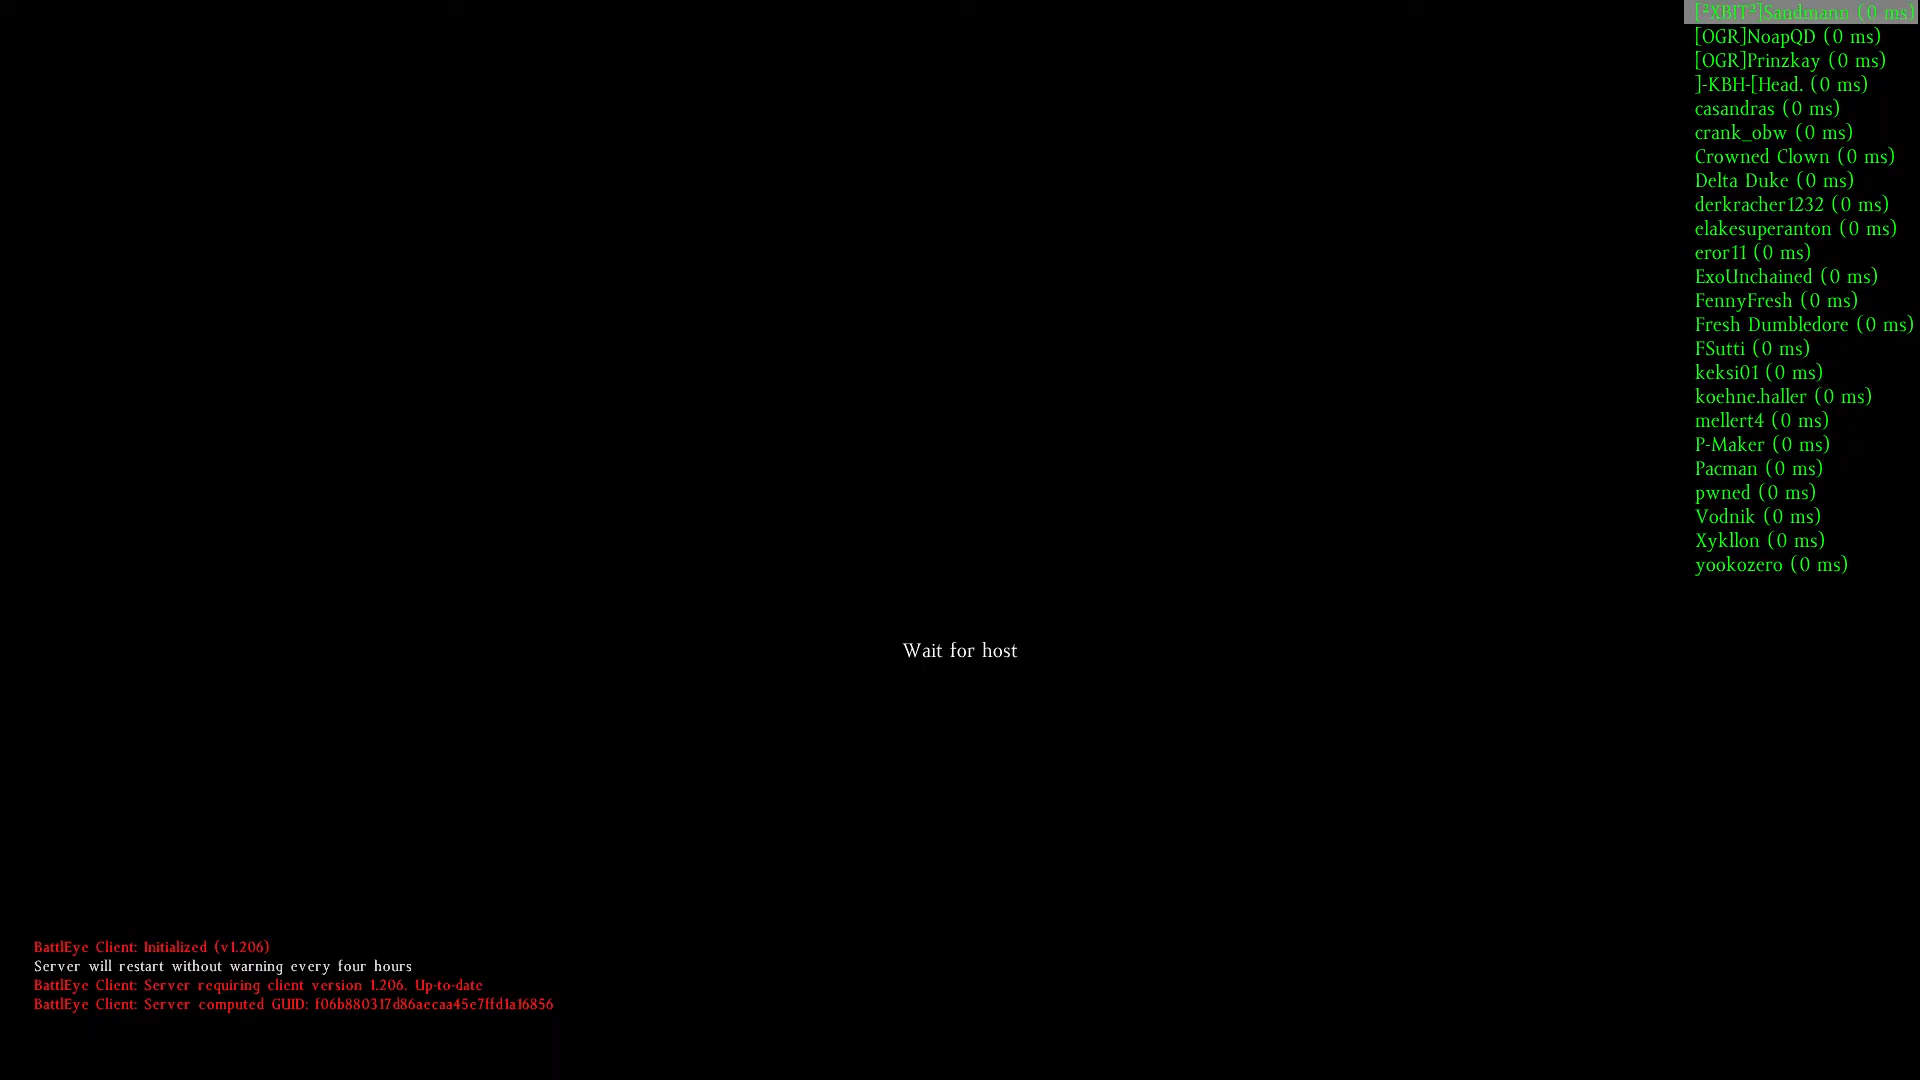 [²XBIT²]Sandmann (0 ms)
[OGR]NoapQD (0 ms)
[OGR]Prinzkay (0 ms)
]-KBH-[Head. (0 ms)
casandras (0 ms)
crank_obw (0 ms)
Crowned Clown (0 ms)
Delta Duke (0 ms)
derkracher1232 (0 ms)
elakesuperanton (0 ms)
eror11 (0 ms)
ExoUnchained (0 ms)
FennyFresh (0 ms)
Fresh Dumbledore (0 ms)
FSutti (0 ms)
keksi01 (0 ms)
koehne.haller (0 ms)
mellert4 (0 ms)
P-Maker (0 ms)
Pacman (0 ms)
pwned (0 ms)
Vodnik (0 ms)
Xykllon (0 ms)
yookozero (0 ms)
Wait for host
BattlEye Client: Initialized (v1.206)
Server will restart without warning every four hours
BattlEye Client: Server requiring client version 1.206. Up-to-date
BattlEye Client: Server computed GUID: f06b880317d86aecaa45e7ffd1a16856